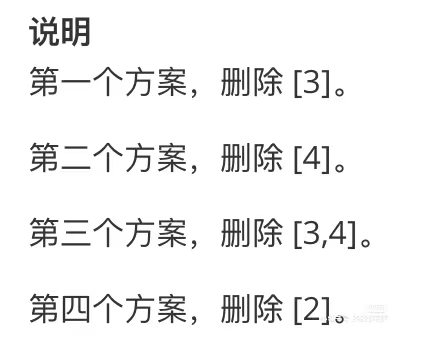 说明
第一个方案，删除 [3]。
第二个方案，删除 [4]。
第三个方案，删除 [3,4]。
第四个方案，删除 [2]。